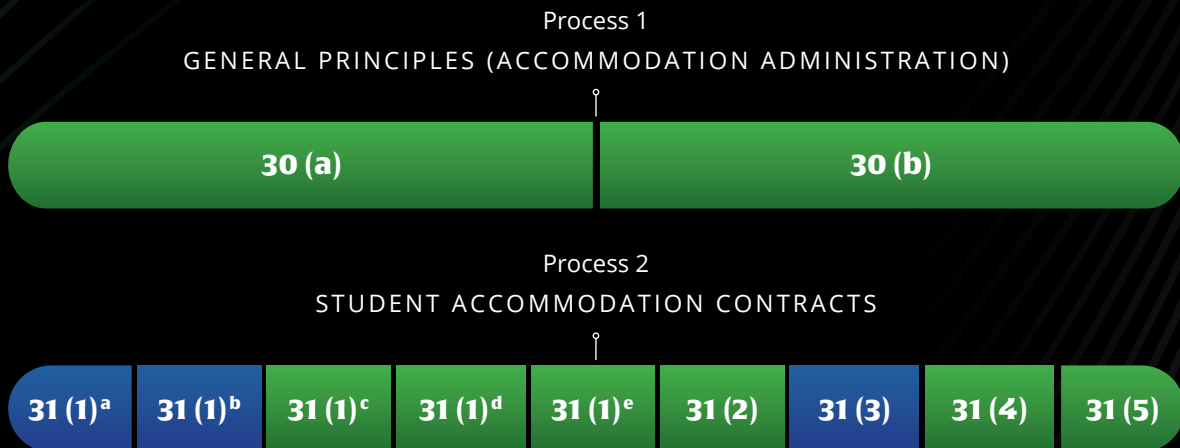 Process 1
GENERAL PRINCIPLES (ACCOMMODATION ADMINISTRATION)
30 (a) 30 (b)
Process 2
STUDENT ACCOMMODATION CONTRACTS
31 (1)ᵃ 31 (1)ᵇ 31 (1)ᶜ 31 (1)ᵈ 31 (1)ᵉ 31 (2) 31 (3) 31 (4) 31 (5)